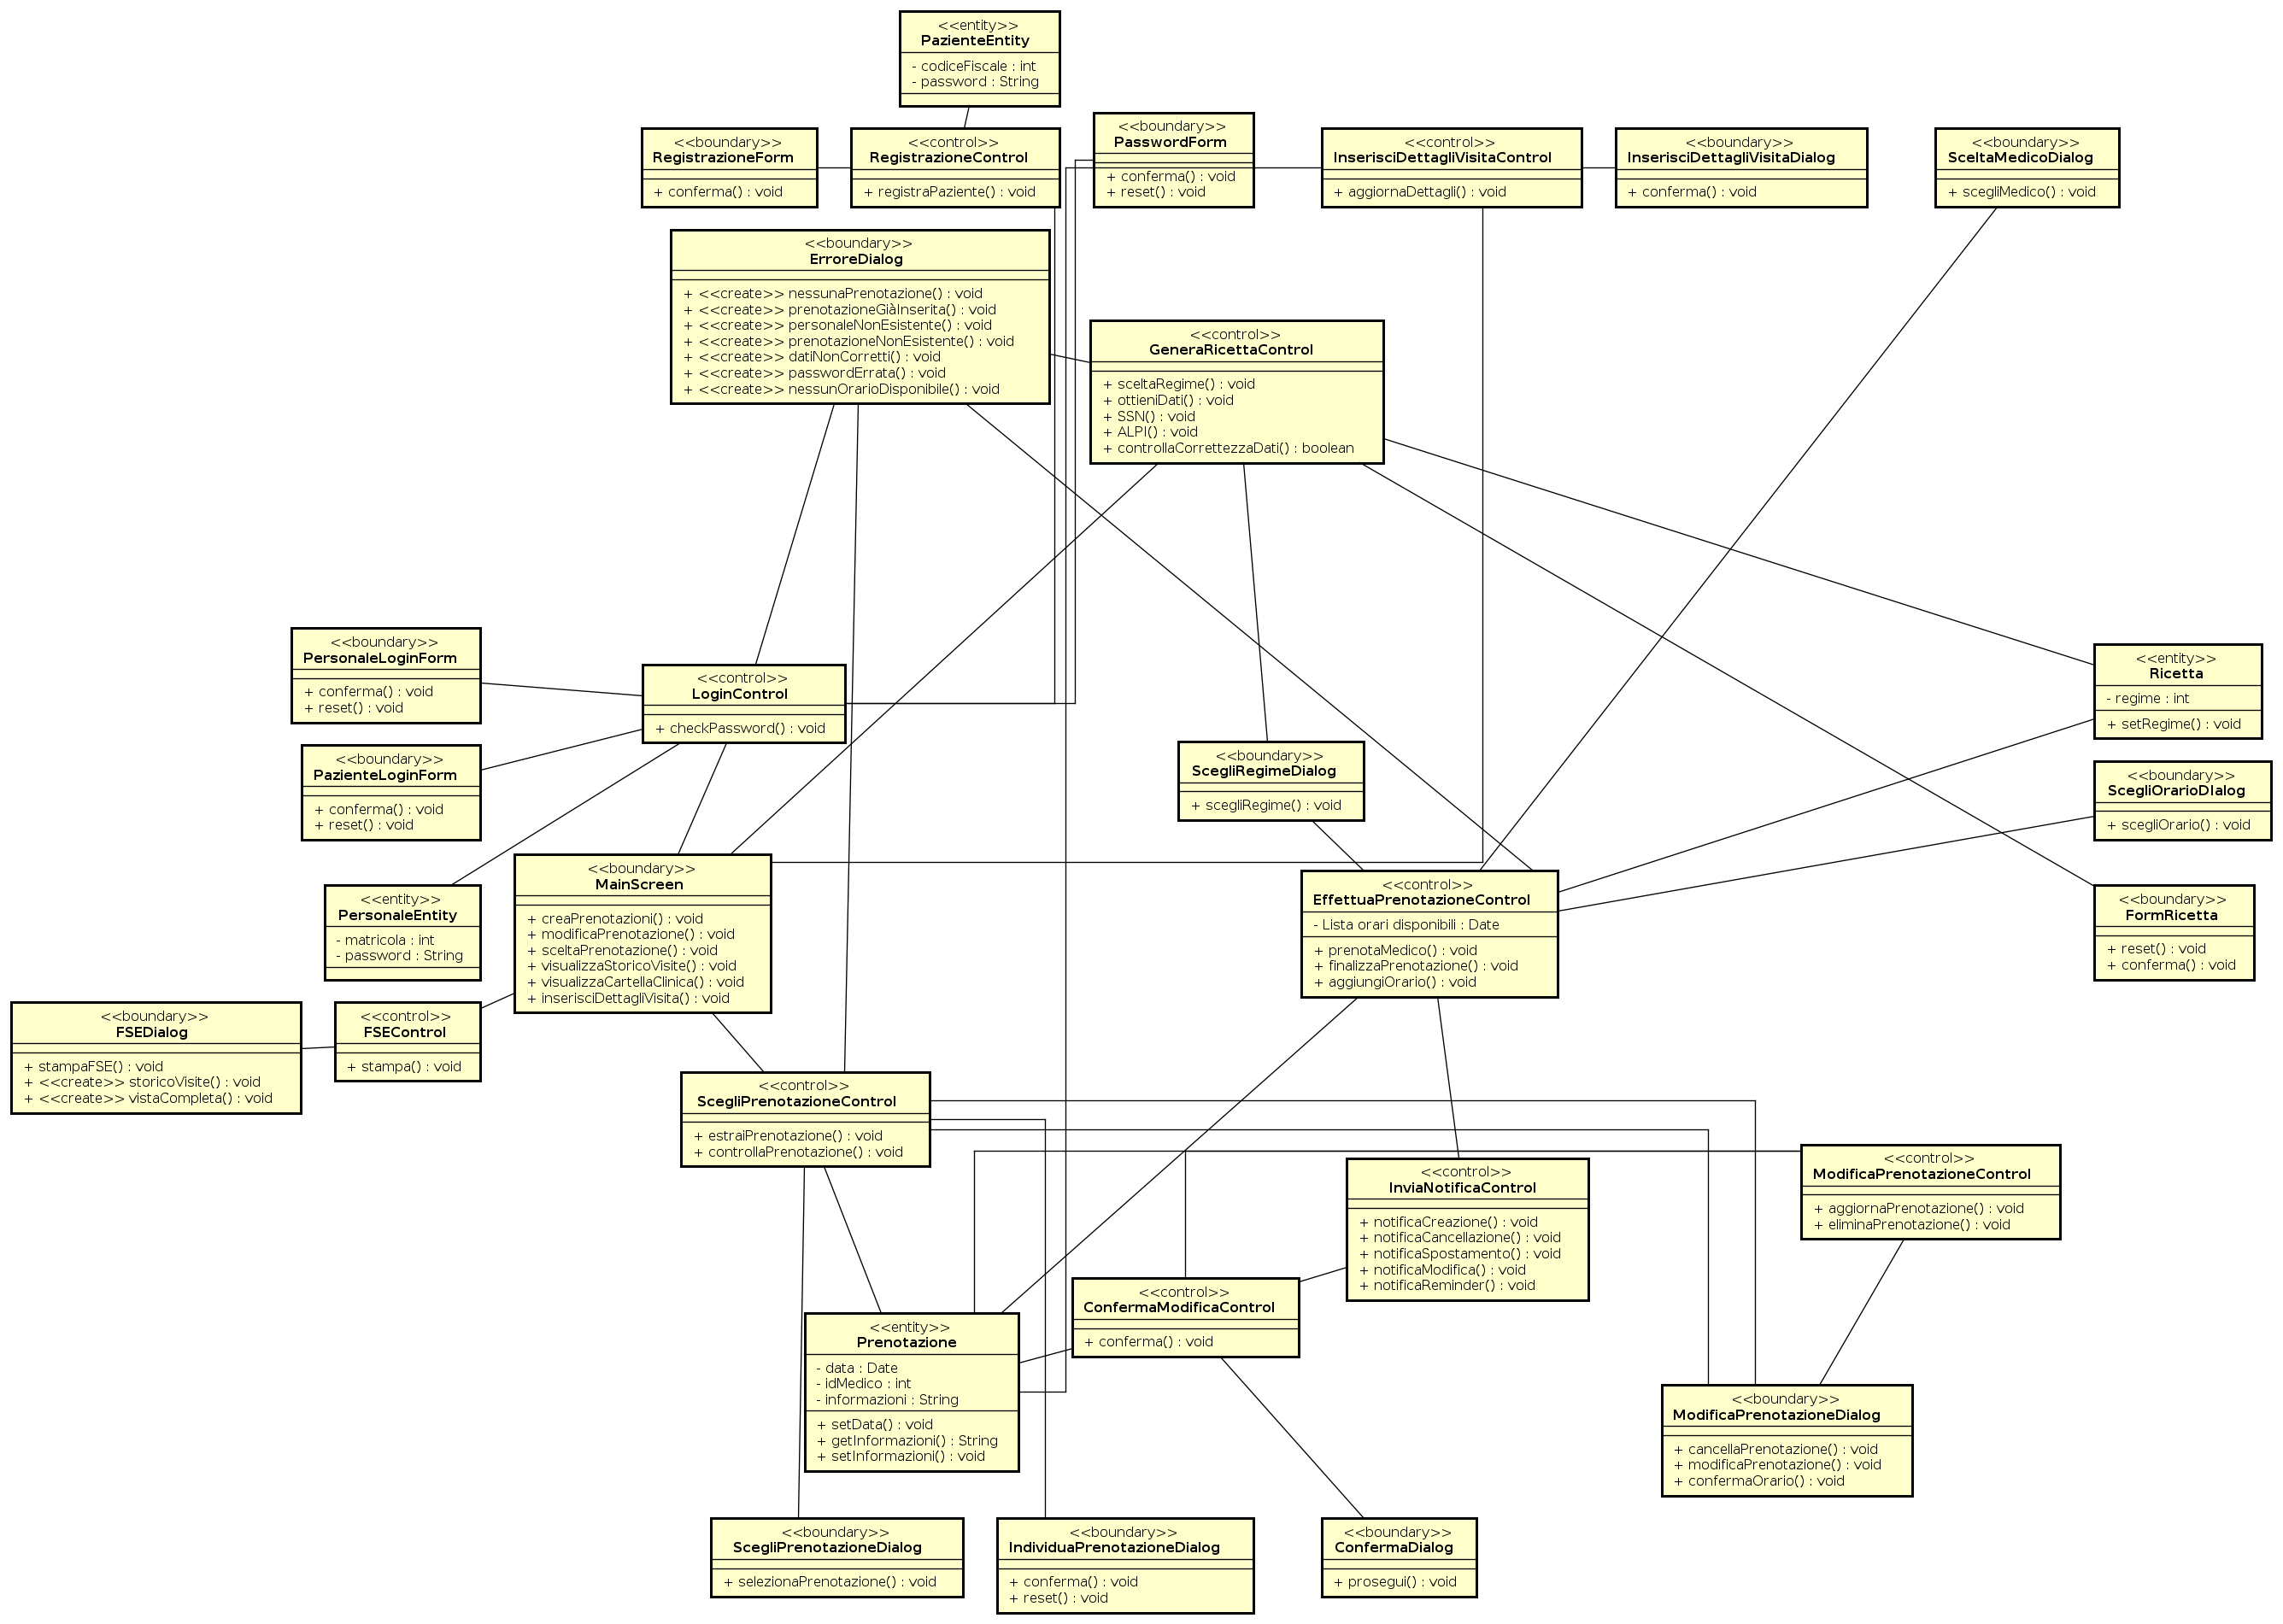 <<entity>>
PazienteEntity
- codiceFiscale : int
- password : String
<<boundary>>
RegistrazioneForm
+ conferma() : void
<<control>>
RegistrazioneControl
+ registraPaziente() : void
<<boundary>>
PasswordForm
+ conferma() : void
+ reset() : void
<<control>>
InserisciDettagliVisitaControl
+ aggiornaDettagli() : void
<<boundary>>
InserisciDettagliVisitaDialog
+ conferma() : void
<<boundary>>
SceltaMedicoDialog
+ scegliMedico() : void
<<boundary>>
ErroreDialog
+ <<create>> nessunaPrenotazione() : void
+ <<create>> prenotazioneGiàInserita() : void
+ <<create>> personaleNonEsistente() : void
+ <<create>> prenotazioneNonEsistente() : void
+ <<create>> datiNonCorretti() : void
+ <<create>> passwordErrata() : void
+ <<create>> nessunOrarioDisponibile() : void
<<control>>
GeneraRicettaControl
+ sceltaRegime() : void
+ ottieniDati() : void
+ SSN() : void
+ ALPI() : void
+ controllaCorrettezzaDati() : boolean
<<boundary>>
PersonaleLoginForm
+ conferma() : void
+ reset() : void
<<control>>
LoginControl
+ checkPassword() : void
<<entity>>
Ricetta
- regime : int
+ setRegime() : void
<<boundary>>
PazienteLoginForm
+ conferma() : void
+ reset() : void
<<boundary>>
ScegliRegimeDialog
+ scegliRegime() : void
<<boundary>>
ScegliOrarioDIalog
+ scegliOrario() : void
<<boundary>>
MainScreen
+ creaPrenotazioni() : void
+ modificaPrenotazione() : void
+ sceltaPrenotazione() : void
+ visualizzaStoricoVisite() : void
+ visualizzaCartellaClinica() : void
+ inserisciDettagliVisita() : void
<<control>>
EffettuaPrenotazioneControl
- Lista orari disponibili : Date
+ prenotaMedico() : void
+ finalizzaPrenotazione() : void
+ aggiungiOrario() : void
<<entity>>
PersonaleEntity
- matricola : int
- password : String
<<boundary>>
FormRicetta
+ reset() : void
+ conferma() : void
<<boundary>>
FSEDialog
+ stampaFSE() : void
+ <<create>> storicoVisite() : void
+ <<create>> vistaCompleta() : void
<<control>>
FSEControl
+ stampa() : void
<<control>>
ScegliPrenotazioneControl
+ estraiPrenotazione() : void
+ controllaPrenotazione() : void
<<control>>
ModificaPrenotazioneControl
+ aggiornaPrenotazione() : void
+ eliminaPrenotazione() : void
<<control>>
InviaNotificaControl
+ notificaCreazione() : void
+ notificaCancellazione() : void
+ notificaSpostamento() : void
+ notificaModifica() : void
+ notificaReminder() : void
<<control>>
ConfermaModificaControl
+ conferma() : void
<<entity>>
Prenotazione
- data : Date
- idMedico : int
- informazioni : String
+ setData() : void
+ getInformazioni() : String
+ setInformazioni() : void
<<boundary>>
ModificaPrenotazioneDialog
+ cancellaPrenotazione() : void
+ modificaPrenotazione() : void
+ confermaOrario() : void
<<boundary>>
ScegliPrenotazioneDialog
+ selezionaPrenotazione() : void
<<boundary>>
IndividuaPrenotazioneDialog
+ conferma() : void
+ reset() : void
<<boundary>>
ConfermaDialog
+ prosegui() : void